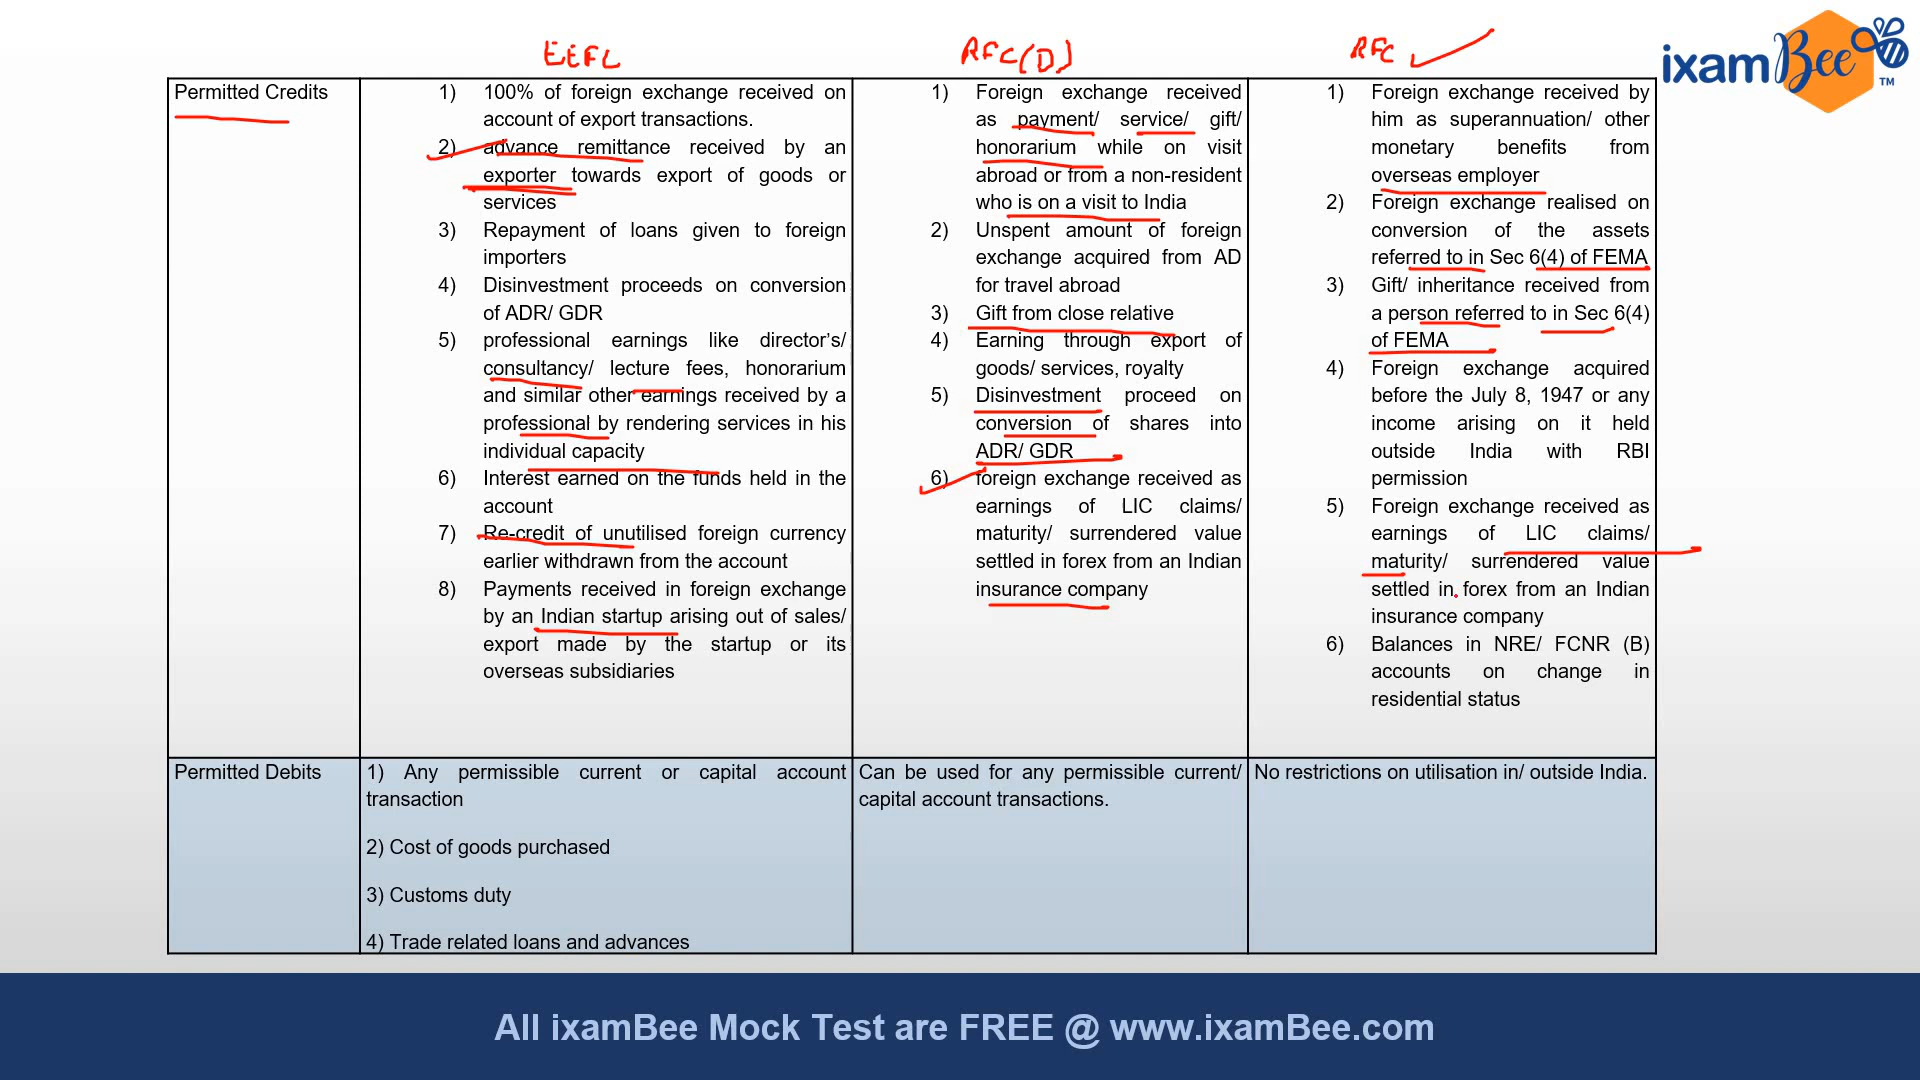 EEFC
RFC(D)
RFC
ixamBee
TM
Permitted Credits
1) 100% of foreign exchange received on
account of export transactions.
2) advance remittance received by an
exporter towards export of goods or
services
3) Repayment of loans given to foreign
importers
4) Disinvestment proceeds on conversion
of ADR/ GDR
5) professional earnings like director's/
consultancy/ lecture fees, honorarium
and similar other earnings received by a
professional by rendering services in his
individual capacity
6) Interest earned on the funds held in the
account
7) Re-credit of unutilised foreign currency
earlier withdrawn from the account
8) Payments received in foreign exchange
by an Indian startup arising out of sales/
export made by the startup or its
overseas subsidiaries
1) Foreign exchange received
as payment/ service/ gift/
honorarium while on visit
abroad or from a non-resident
who is on a visit to India
2) Unspent amount of foreign
exchange acquired from AD
for travel abroad
3) Gift from close relative
4) Earning through export of
goods/ services, royalty
5) Disinvestment proceed on
conversion of shares into
ADR/ GDR
6) foreign exchange received as
earnings of LIC claims/
maturity/ surrendered value
settled in forex from an Indian
insurance company
1) Foreign exchange received by
him as superannuation/ other
monetary benefits from
overseas employer
2) Foreign exchange realised on
conversion of the assets
referred to in Sec 6(4) of FEMA
3) Gift/ inheritance received from
a person referred to in Sec 6(4)
of FEMA
4) Foreign exchange acquired
before the July 8, 1947 or any
income arising on it held
outside India with RBI
permission
5) Foreign exchange received as
earnings of LIC claims/
maturity/ surrendered value
settled in forex from an Indian
insurance company
6) Balances in NRE/ FCNR (B)
accounts on change in
residential status
Permitted Debits
1) Any permissible current or capital account
transaction
2) Cost of goods purchased
3) Customs duty
4) Trade related loans and advances
Can be used for any permissible current/
capital account transactions.
No restrictions on utilisation in/ outside India.
All ixamBee Mock Test are FREE @ www.ixamBee.com